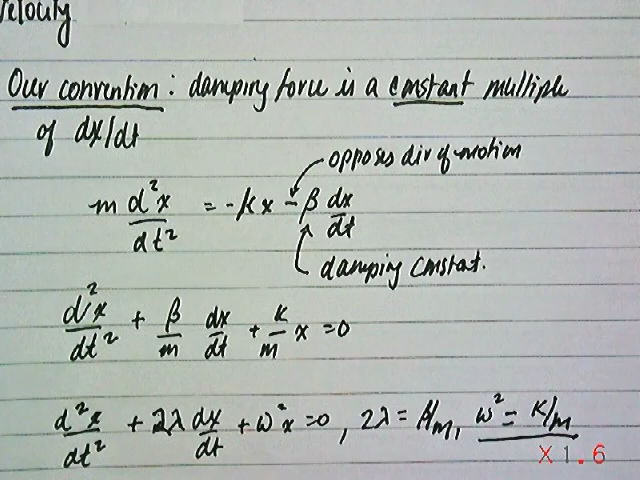 velocity
Our convention: damping force is a constant multiple
of dx/dt
opposes dir of motion
m d²x/dt² = -kx - β dx/dt
damping constant.
d²x/dt² + β/m dx/dt + k/m x = 0
d²x/dt² + 2λ dx/dt + ω²x = 0, 2λ = β/m, ω² = k/m
X1.6